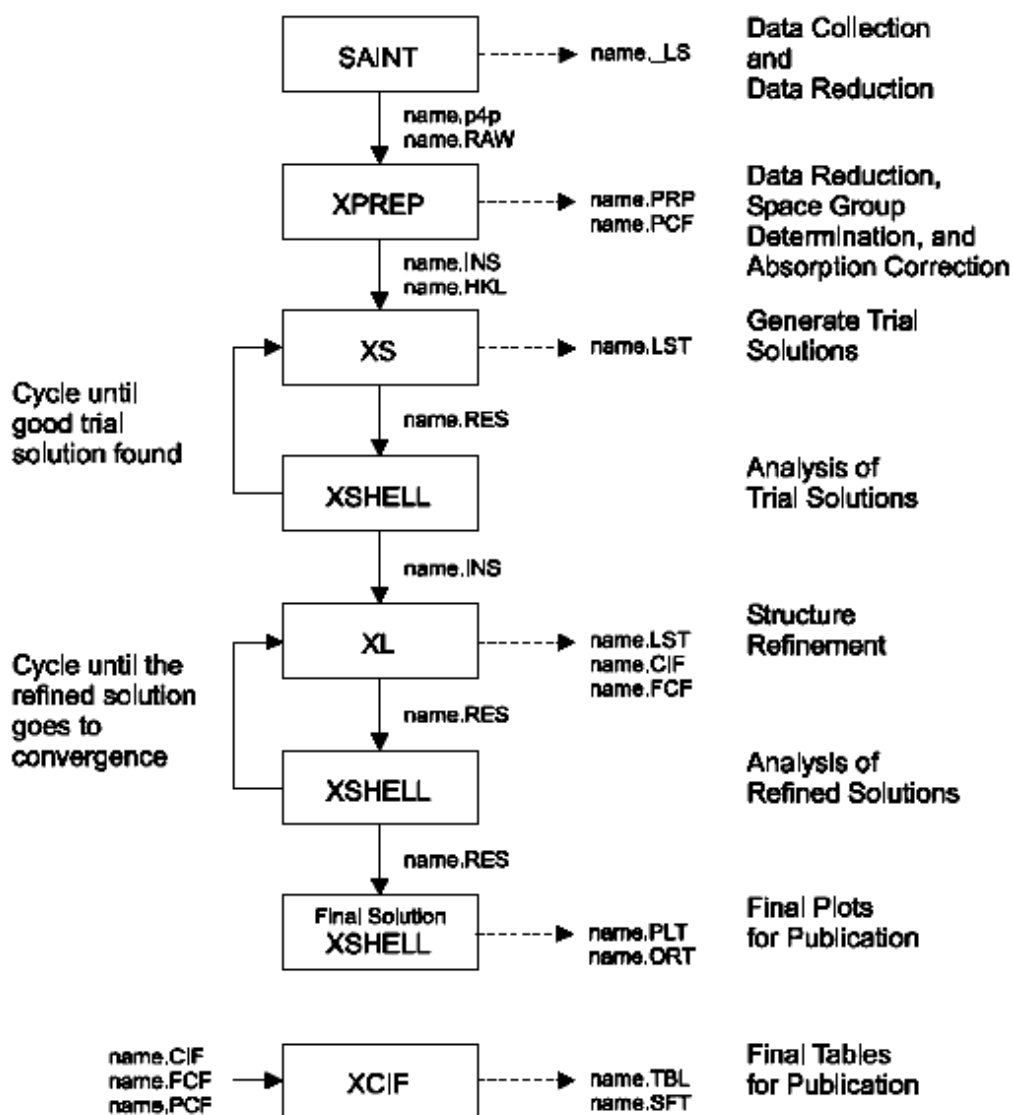 SAINT
name._LS
Data Collection
and
Data Reduction
name.p4p
name.RAW
XPREP
name.PRP
name.PCF
Data Reduction,
Space Group
Determination, and
Absorption Correction
name.INS
name.HKL
XS
name.LST
Generate Trial
Solutions
Cycle until
good trial
solution found
name.RES
XSHELL
Analysis of
Trial Solutions
name.INS
XL
name.LST
name.CIF
name.FCF
Structure
Refinement
Cycle until the
refined solution
goes to
convergence
name.RES
XSHELL
Analysis of
Refined Solutions
name.RES
Final Solution
XSHELL
name.PLT
name.ORT
Final Plots
for Publication
name.CIF
name.FCF
name.PCF
XCIF
name.TBL
name.SFT
Final Tables
for Publication